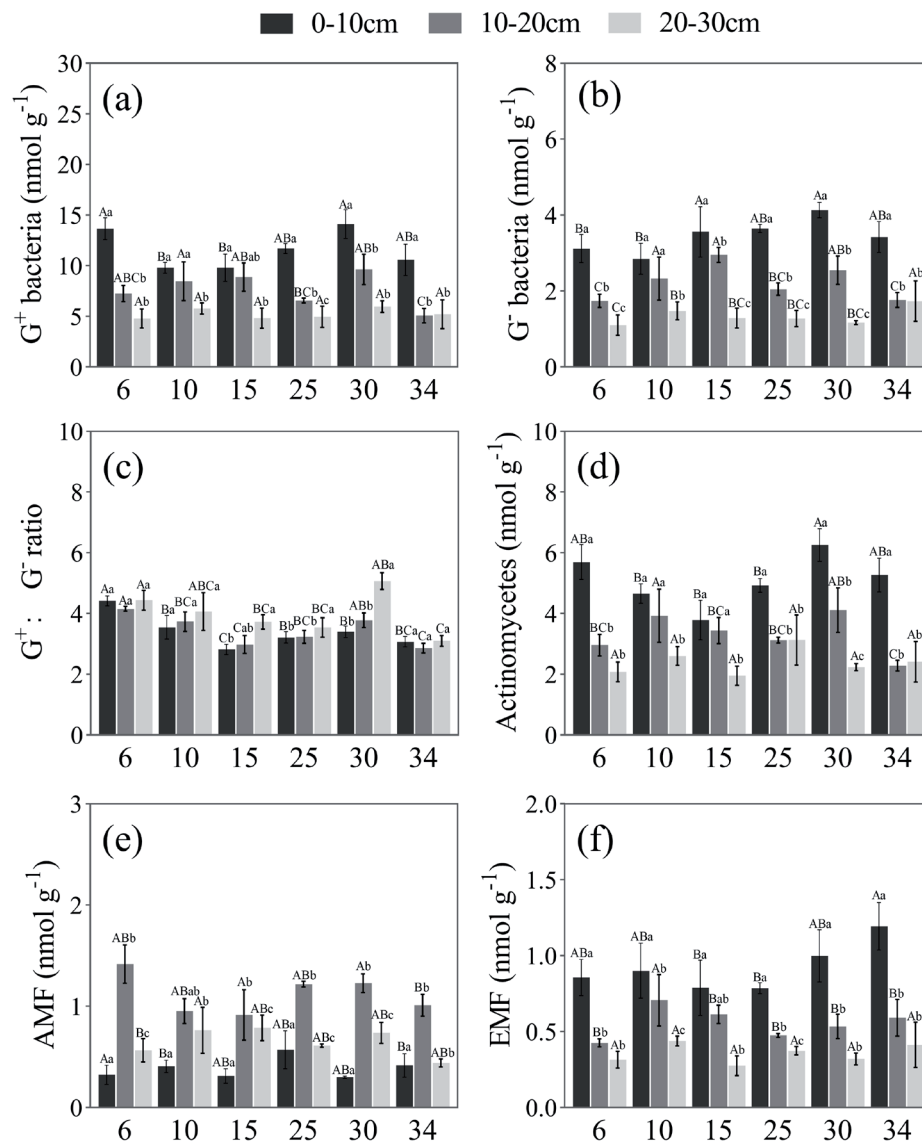 0-10cm 10-20cm 20-30cm
(a)
G⁺ bacteria (nmol g⁻¹)
30
25
20
15
10
5
0
Aa ABCb Ab Ba Aa Ab Ba ABab Ab ABa BCb Ac Aa ABb Ab ABa Cb Ab
6 10 15 25 30 34
(b)
G⁻ bacteria (nmol g⁻¹)
8
6
4
2
0
Ba Cb Cc Ba ABa Bb Aa Ab BCc ABa BCb BCc Aa ABb BCc ABa Cb Ab
6 10 15 25 30 34
(c)
G⁺: G⁻ratio
10
8
6
4
2
0
Aa Aa Aa Ba BCa ABCa Cb Cab BCa Bb BCb BCa Bb ABb ABa BCa Ca Ca
6 10 15 25 30 34
(d)
Actinomycetes (nmol g⁻¹)
10
8
6
4
2
0
ABa BCb Ab Ba Aa Ab Ba BCa Ab Ba BCb Ab Aa ABb Ac ABa Cb Ab
6 10 15 25 30 34
(e)
AMF (nmol g⁻¹)
3
2
1
0
Aa ABb Bc Ba ABab Ab ABa Ab ABc ABa ABb ABc ABa Ab ABc Ba Bb ABb
6 10 15 25 30 34
(f)
EMF (nmol g⁻¹)
2.0
1.5
1.0
0.5
0.0
ABa Bb Ab ABa Aa Ac ABa Bab Ab Ba Bb Ac ABa Bb Ab Aa Bb Ab
6 10 15 25 30 34